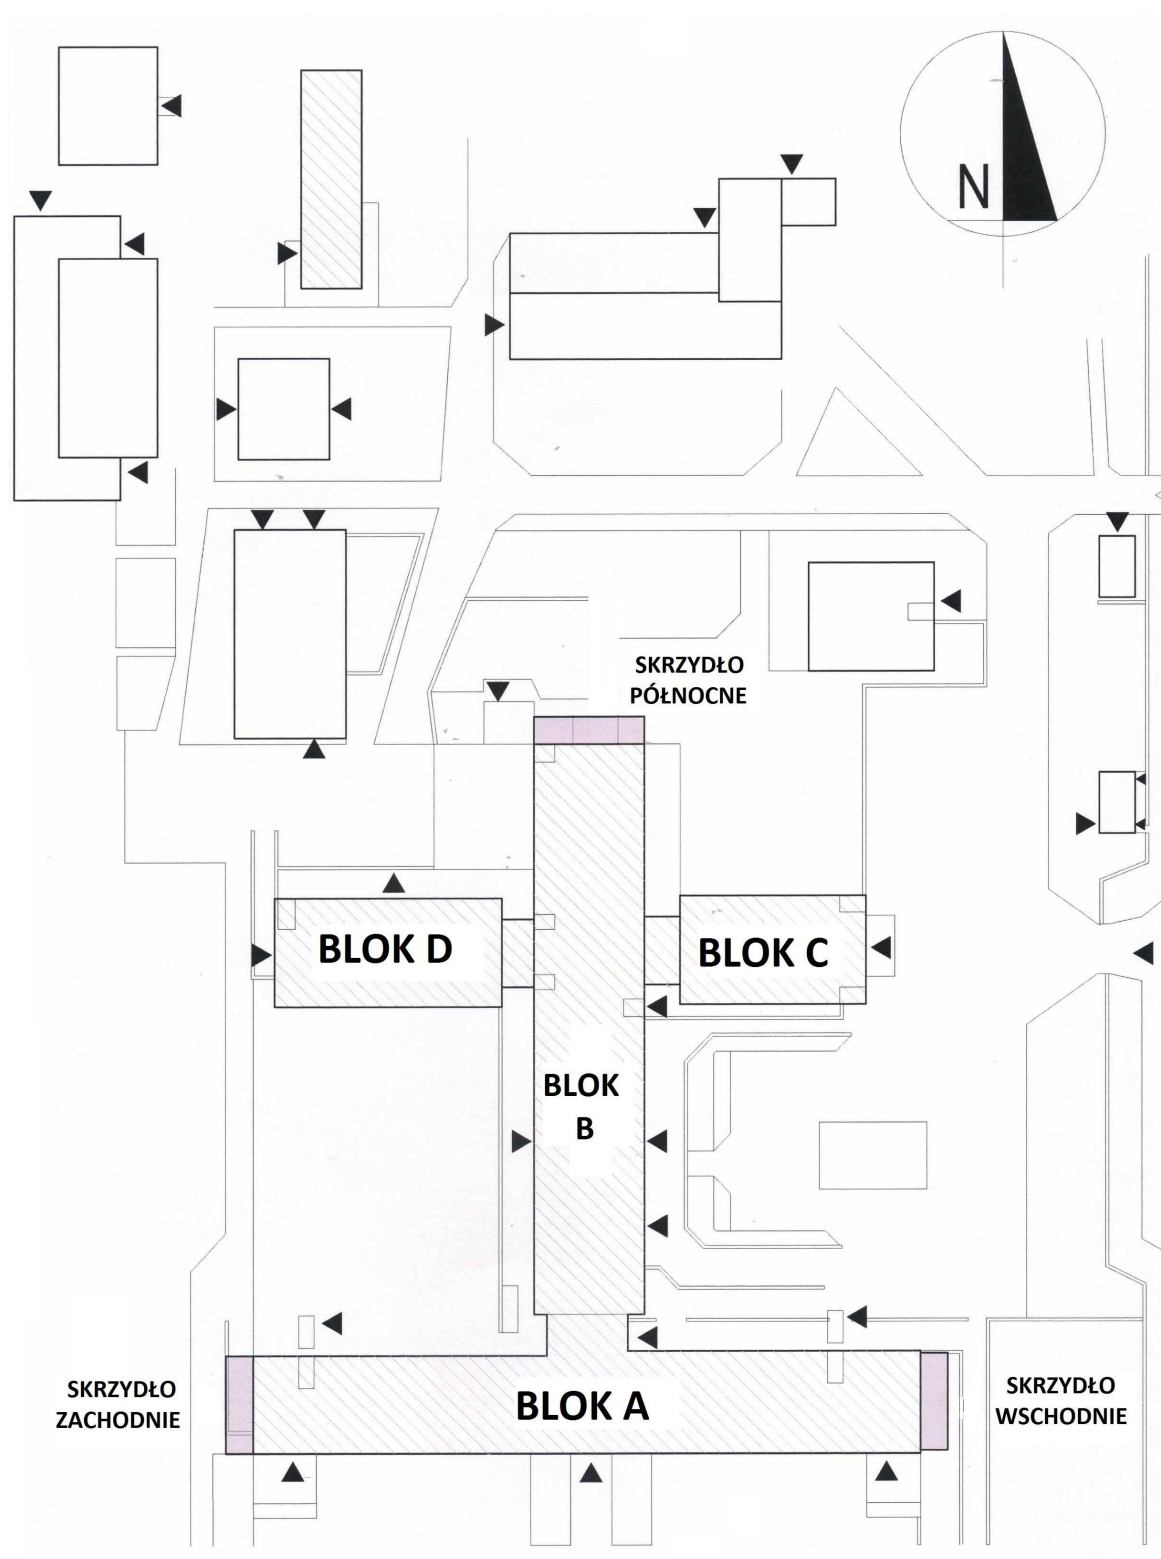 N
SKRZYDŁO
PÓŁNOCNE
BLOK D
BLOK C
BLOK
B
SKRZYDŁO
ZACHODNIE
BLOK A
SKRZYDŁO
WSCHODNIE